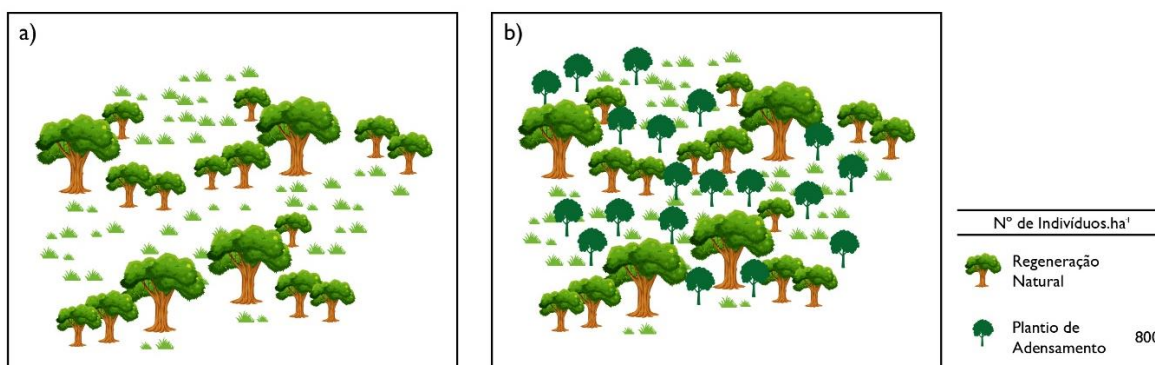 a)
b)
Nº de Indivíduos.ha¹
Regeneração
Natural
Plantio de
Adensamento 800